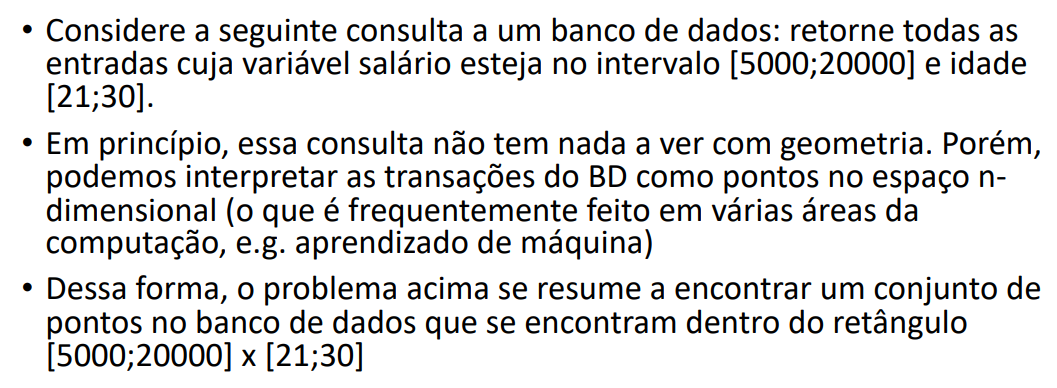 • Considere a seguinte consulta a um banco de dados: retorne todas as
entradas cuja variável salário esteja no intervalo [5000;20000] e idade
[21;30].
• Em princípio, essa consulta não tem nada a ver com geometria. Porém,
podemos interpretar as transações do BD como pontos no espaço n-
dimensional (o que é frequentemente feito em várias áreas da
computação, e.g. aprendizado de máquina)
• Dessa forma, o problema acima se resume a encontrar um conjunto de
pontos no banco de dados que se encontram dentro do retângulo
[5000;20000] x [21;30]